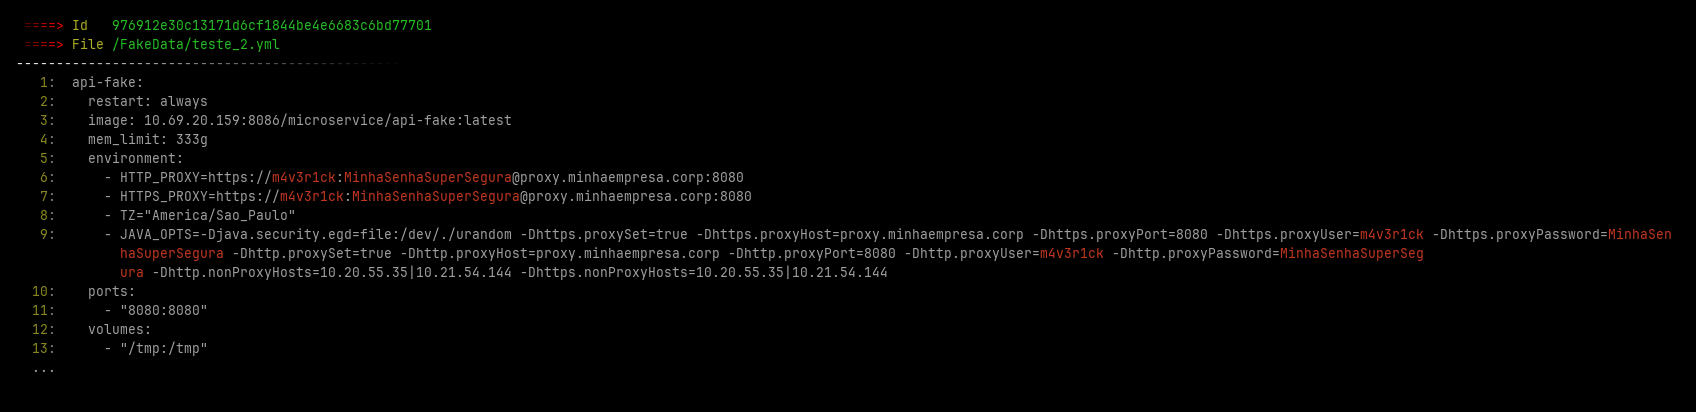 ====> Id   976912e30c13171d6cf1844be4e6683c6bd77701
====> File /FakeData/teste_2.yml
------------------------------------------------
1:  api-fake:
2:    restart: always
3:    image: 10.69.20.159:8086/microservice/api-fake:latest
4:    mem_limit: 333g
5:    environment:
6:      - HTTP_PROXY=https://m4v3r1ck:MinhaSenhaSuperSegura@proxy.minhaempresa.corp:8080
7:      - HTTPS_PROXY=https://m4v3r1ck:MinhaSenhaSuperSegura@proxy.minhaempresa.corp:8080
8:      - TZ="America/Sao_Paulo"
9:      - JAVA_OPTS=-Djava.security.egd=file:/dev/./urandom -Dhttps.proxySet=true -Dhttps.proxyHost=proxy.minhaempresa.corp -Dhttps.proxyPort=8080 -Dhttps.proxyUser=m4v3r1ck -Dhttps.proxyPassword=MinhaSen
haSuperSegura -Dhttp.proxySet=true -Dhttp.proxyHost=proxy.minhaempresa.corp -Dhttp.proxyPort=8080 -Dhttp.proxyUser=m4v3r1ck -Dhttp.proxyPassword=MinhaSenhaSuperSeg
ura -Dhttp.nonProxyHosts=10.20.55.35|10.21.54.144 -Dhttps.nonProxyHosts=10.20.55.35|10.21.54.144
10:    ports:
11:      - "8080:8080"
12:    volumes:
13:      - "/tmp:/tmp"
...